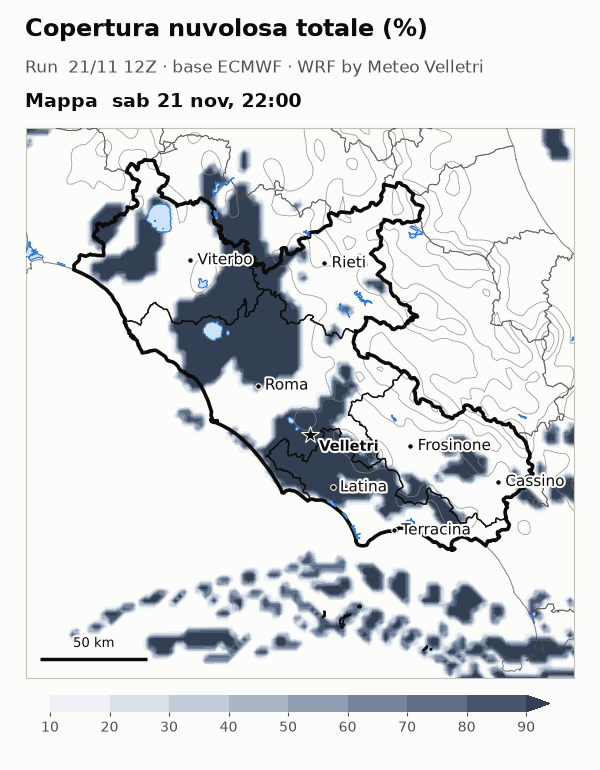 Copertura nuvolosa totale (%)
Run  21/11 12Z · base ECMWF · WRF by Meteo Velletri
Mappa  sab 21 nov, 22:00
Viterbo
Rieti
Roma
Velletri
Frosinone
Latina
Cassino
Terracina
50 km
10 20 30 40 50 60 70 80 90